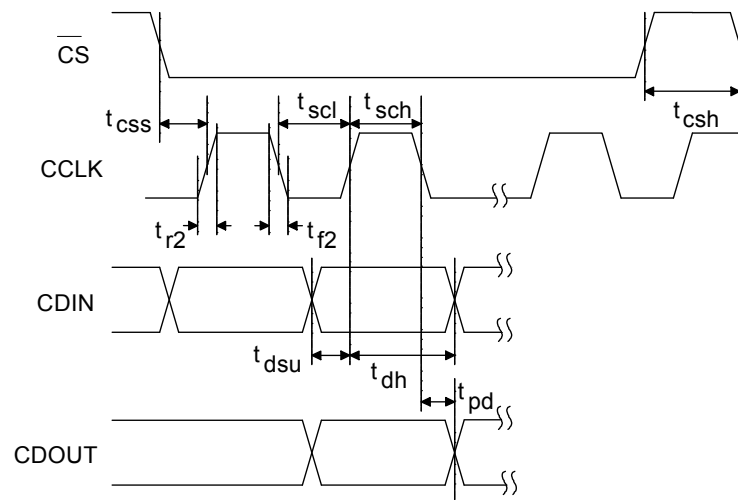 CS
t css
t scl
t sch
t csh
CCLK
t r2
t f2
CDIN
t dsu
t dh
t pd
CDOUT